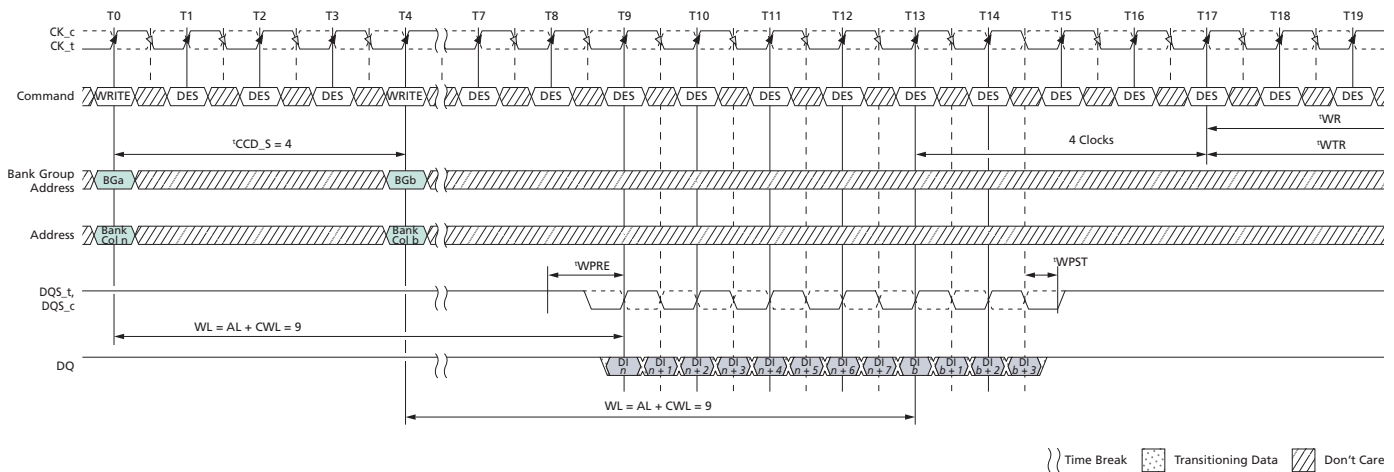 T0 T1 T2 T3 T4 T7 T8 T9 T10 T11 T12 T13 T14 T15 T16 T17 T18 T19
CK_c
CK_t
Command WRITE DES DES DES WRITE DES DES DES DES DES DES DES DES DES DES DES DES DES
tWR
tCCD_S = 4 4 Clocks tWTR
Bank Group
Address BGa BGb
Address Bank
Col n Bank
Col b
tWPRE tWPST
DQS_t,
DQS_c
WL = AL + CWL = 9
DQ DI
n DI
n + 1 DI
n + 2 DI
n + 3 DI
n + 4 DI
n + 5 DI
n + 6 DI
n + 7 DI
b DI
b + 1 DI
b + 2 DI
b + 3
WL = AL + CWL = 9
Time Break Transitioning Data Don't Care